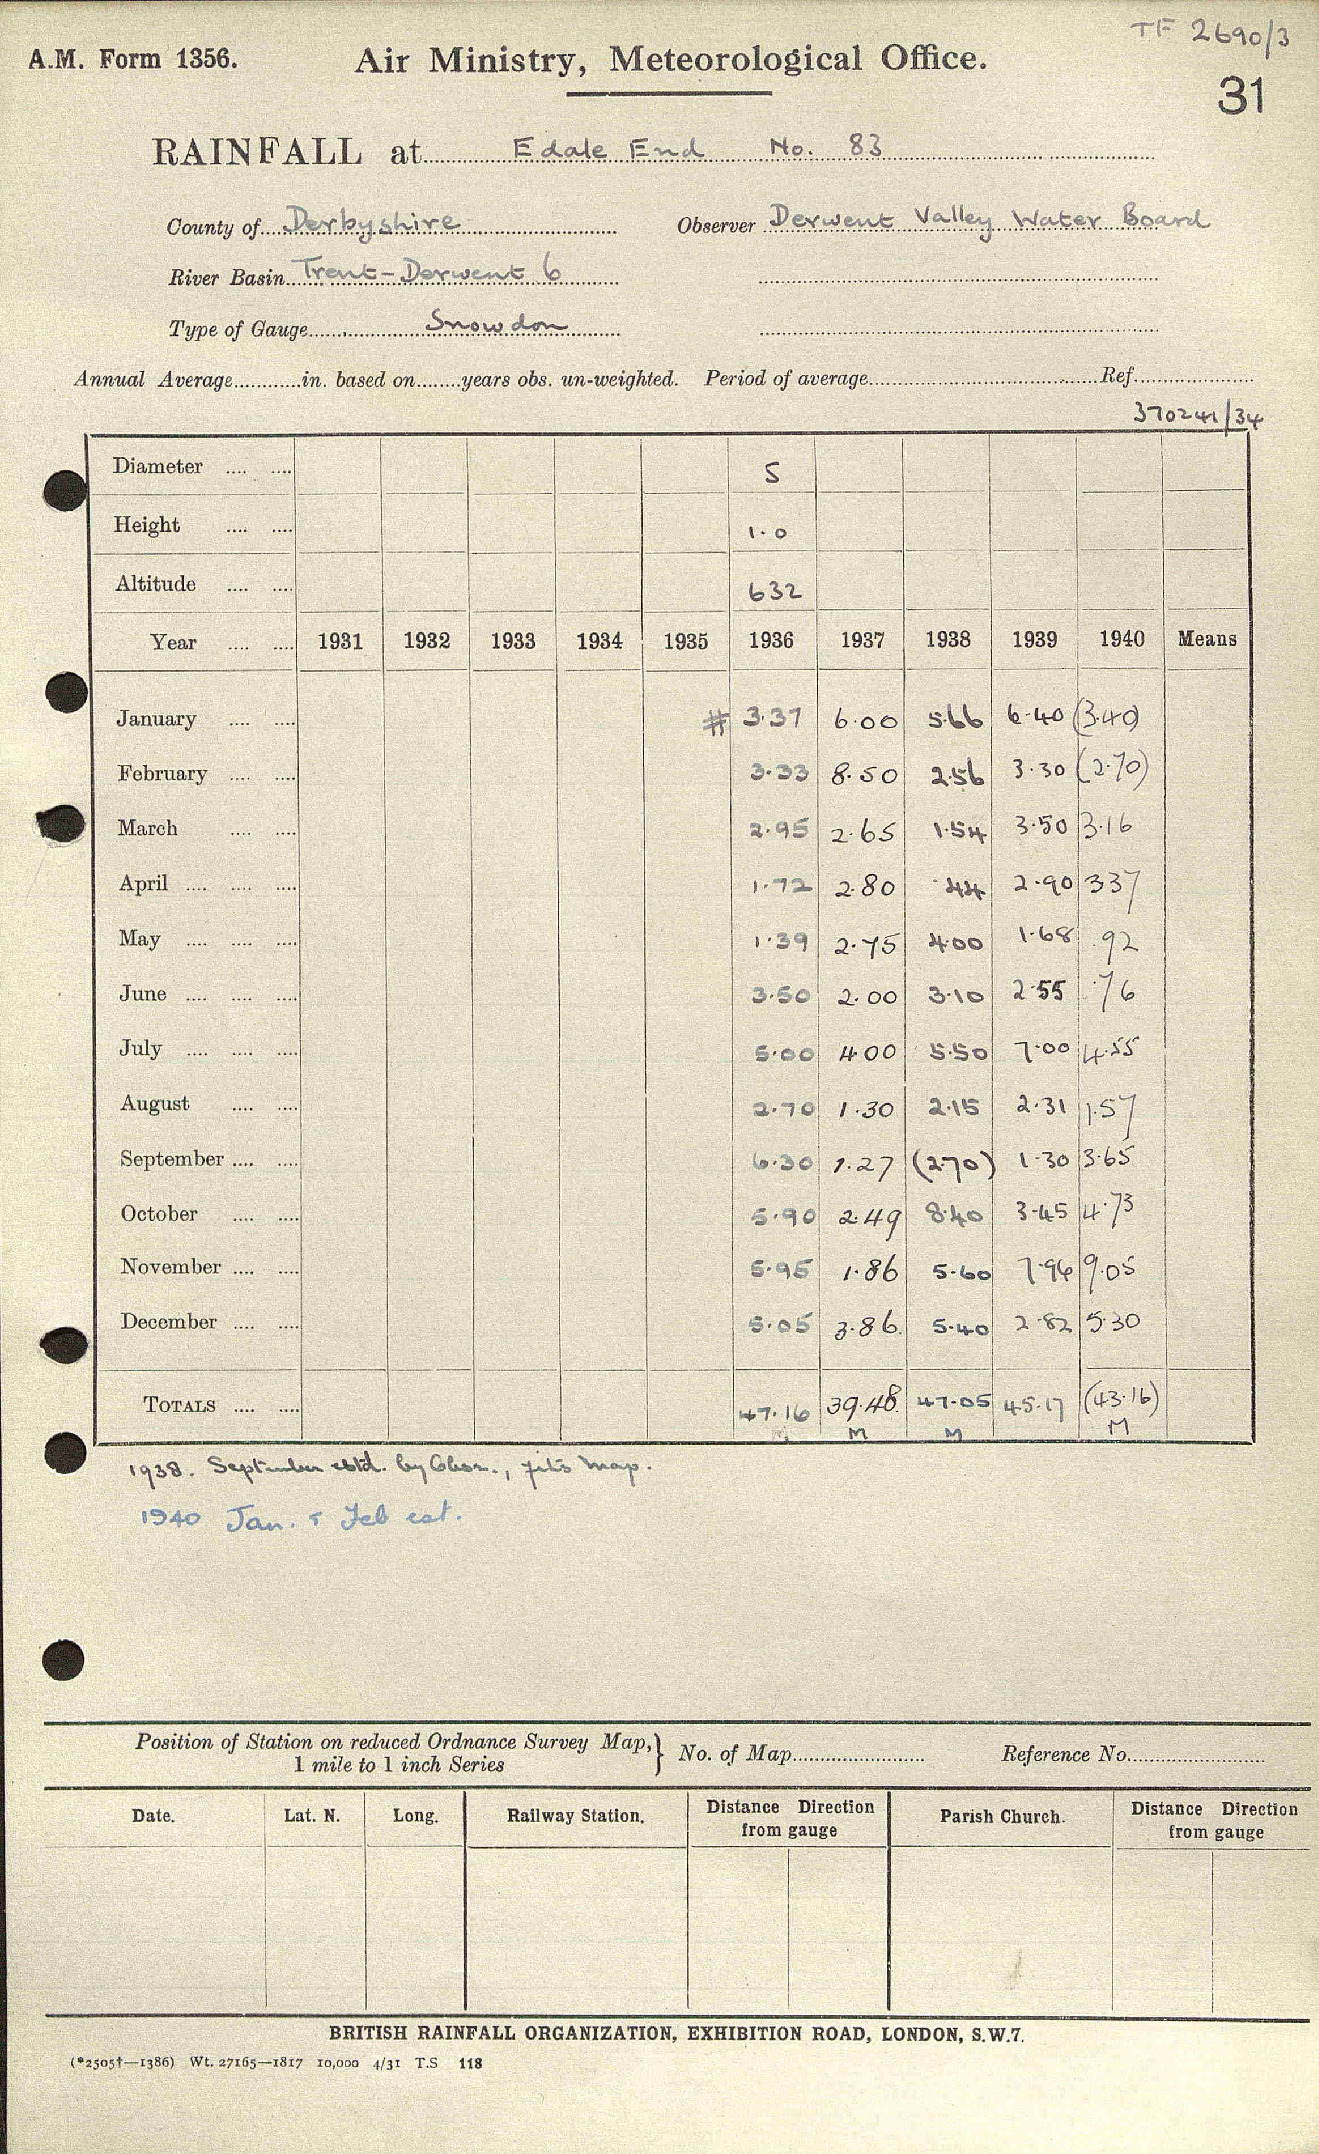 TF 2690/3
A.M. Form 1356. Air Ministry, Meteorological Office.
31
RAINFALL at Edale End No. 83
County of Derbyshire Observer Derwent Valley Water Board
River Basin Trent-Derwent 6
Type of Gauge Snowdon
Annual Average............in. based on........years obs. un-weighted. Period of average............Ref............
370241/34
Diameter .... .... 5
Height .... .... 1.0
Altitude .... .... 632
Year .... .... 1931 1932 1933 1934 1935 1936 1937 1938 1939 1940 Means
January .... .... # 3.37 6.00 5.66 6.40 (3.40)
February .... .... 3.33 8.50 2.56 3.30 (2.70)
March .... .... 2.95 2.65 1.54 3.50 3.16
April .... .... .... 1.72 2.80 .44 2.90 3.37
May .... .... .... 1.39 2.75 4.00 1.68 .92
June .... .... .... 3.50 2.00 3.10 2.55 .76
July .... .... .... 5.00 4.00 5.50 7.00 4.55
August .... .... 2.70 1.30 2.15 2.31 1.57
September .... .... 6.30 1.27 (2.70) 1.30 3.65
October .... .... 5.90 2.49 8.40 3.45 4.73
November .... .... 5.95 1.86 5.60 7.96 9.05
December .... .... 5.05 3.86 5.40 2.82 5.30
TOTALS .... .... 47.16 39.48 47.05 45.17 (43.16)
M M M
1938. September estd. by Obsr., fits map.
1940 Jan. & Feb est.
Position of Station on reduced Ordnance Survey Map,} No. of Map............ Reference No............
1 mile to 1 inch Series
Date. Lat. N. Long. Railway Station. Distance Direction from gauge Parish Church. Distance Direction from gauge
BRITISH RAINFALL ORGANIZATION, EXHIBITION ROAD, LONDON, S.W.7.
(*2505†—1386) Wt. 27165—1817 10,000 4/31 T.S 118